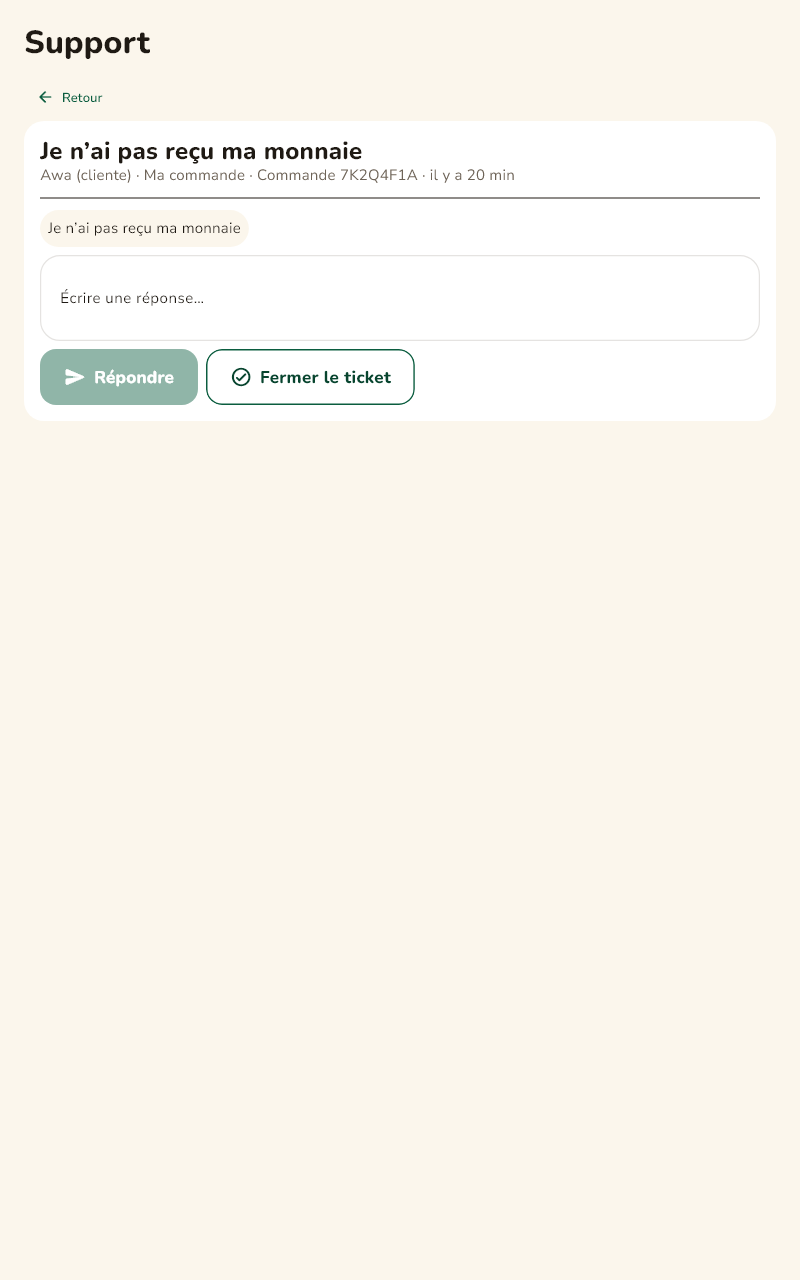 Support
Retour
Je n’ai pas reçu ma monnaie
Awa (cliente) · Ma commande · Commande 7K2Q4F1A · il y a 20 min
Je n’ai pas reçu ma monnaie
Écrire une réponse…
Répondre
Fermer le ticket